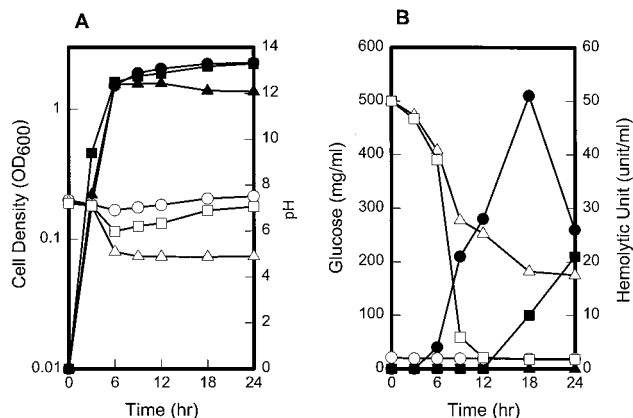 A
B
14
12
10
8
6
4
2
0
1
0.1
0.01
Cell Density (OD600)
pH
0 6 12 18 24
Time (hr)
600
500
400
300
200
100
0
Glucose (mg/ml)
60
50
40
30
20
10
0
Hemolytic Unit (unit/ml)
0 6 12 18 24
Time (hr)